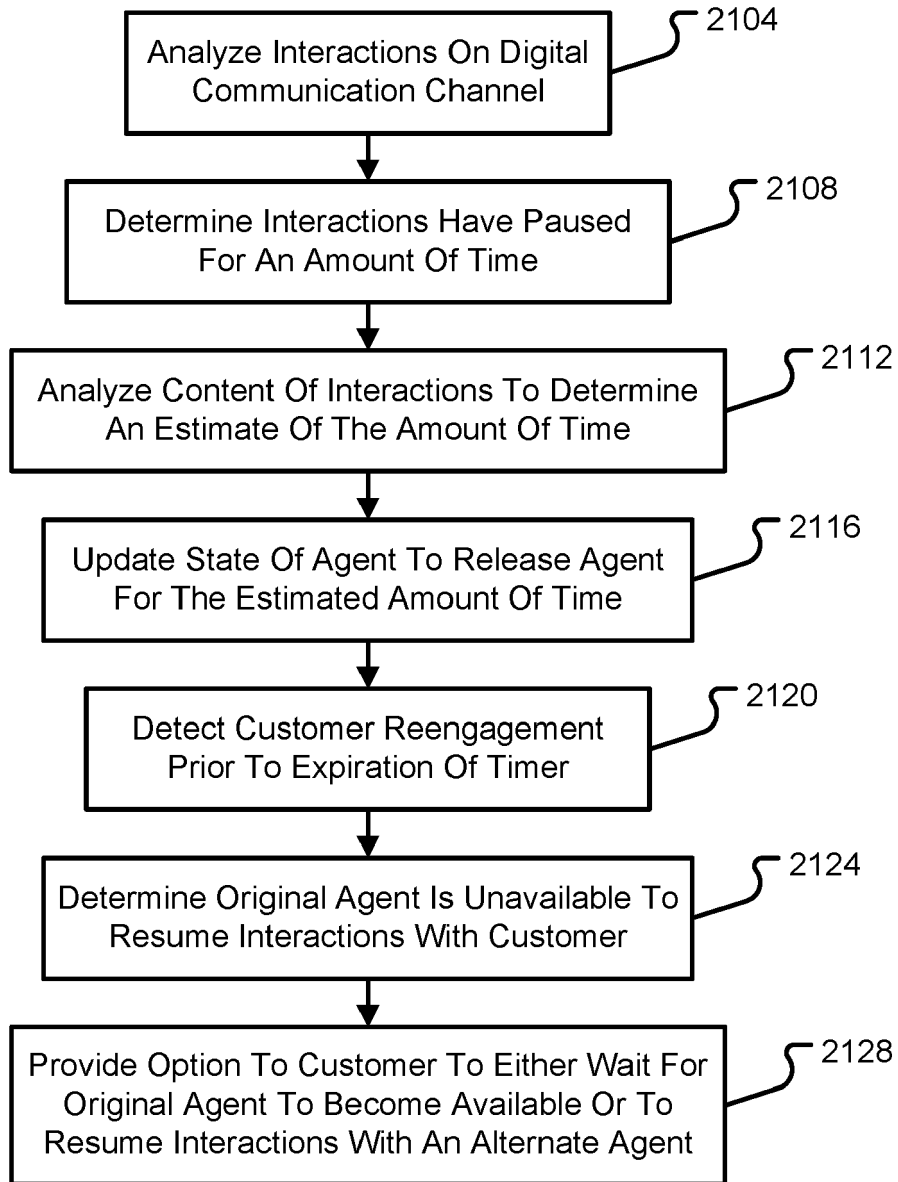 2104
Analyze Interactions On Digital
Communication Channel
2108
Determine Interactions Have Paused
For An Amount Of Time
2112
Analyze Content Of Interactions To Determine
An Estimate Of The Amount Of Time
2116
Update State Of Agent To Release Agent
For The Estimated Amount Of Time
2120
Detect Customer Reengagement
Prior To Expiration Of Timer
2124
Determine Original Agent Is Unavailable To
Resume Interactions With Customer
2128
Provide Option To Customer To Either Wait For
Original Agent To Become Available Or To
Resume Interactions With An Alternate Agent